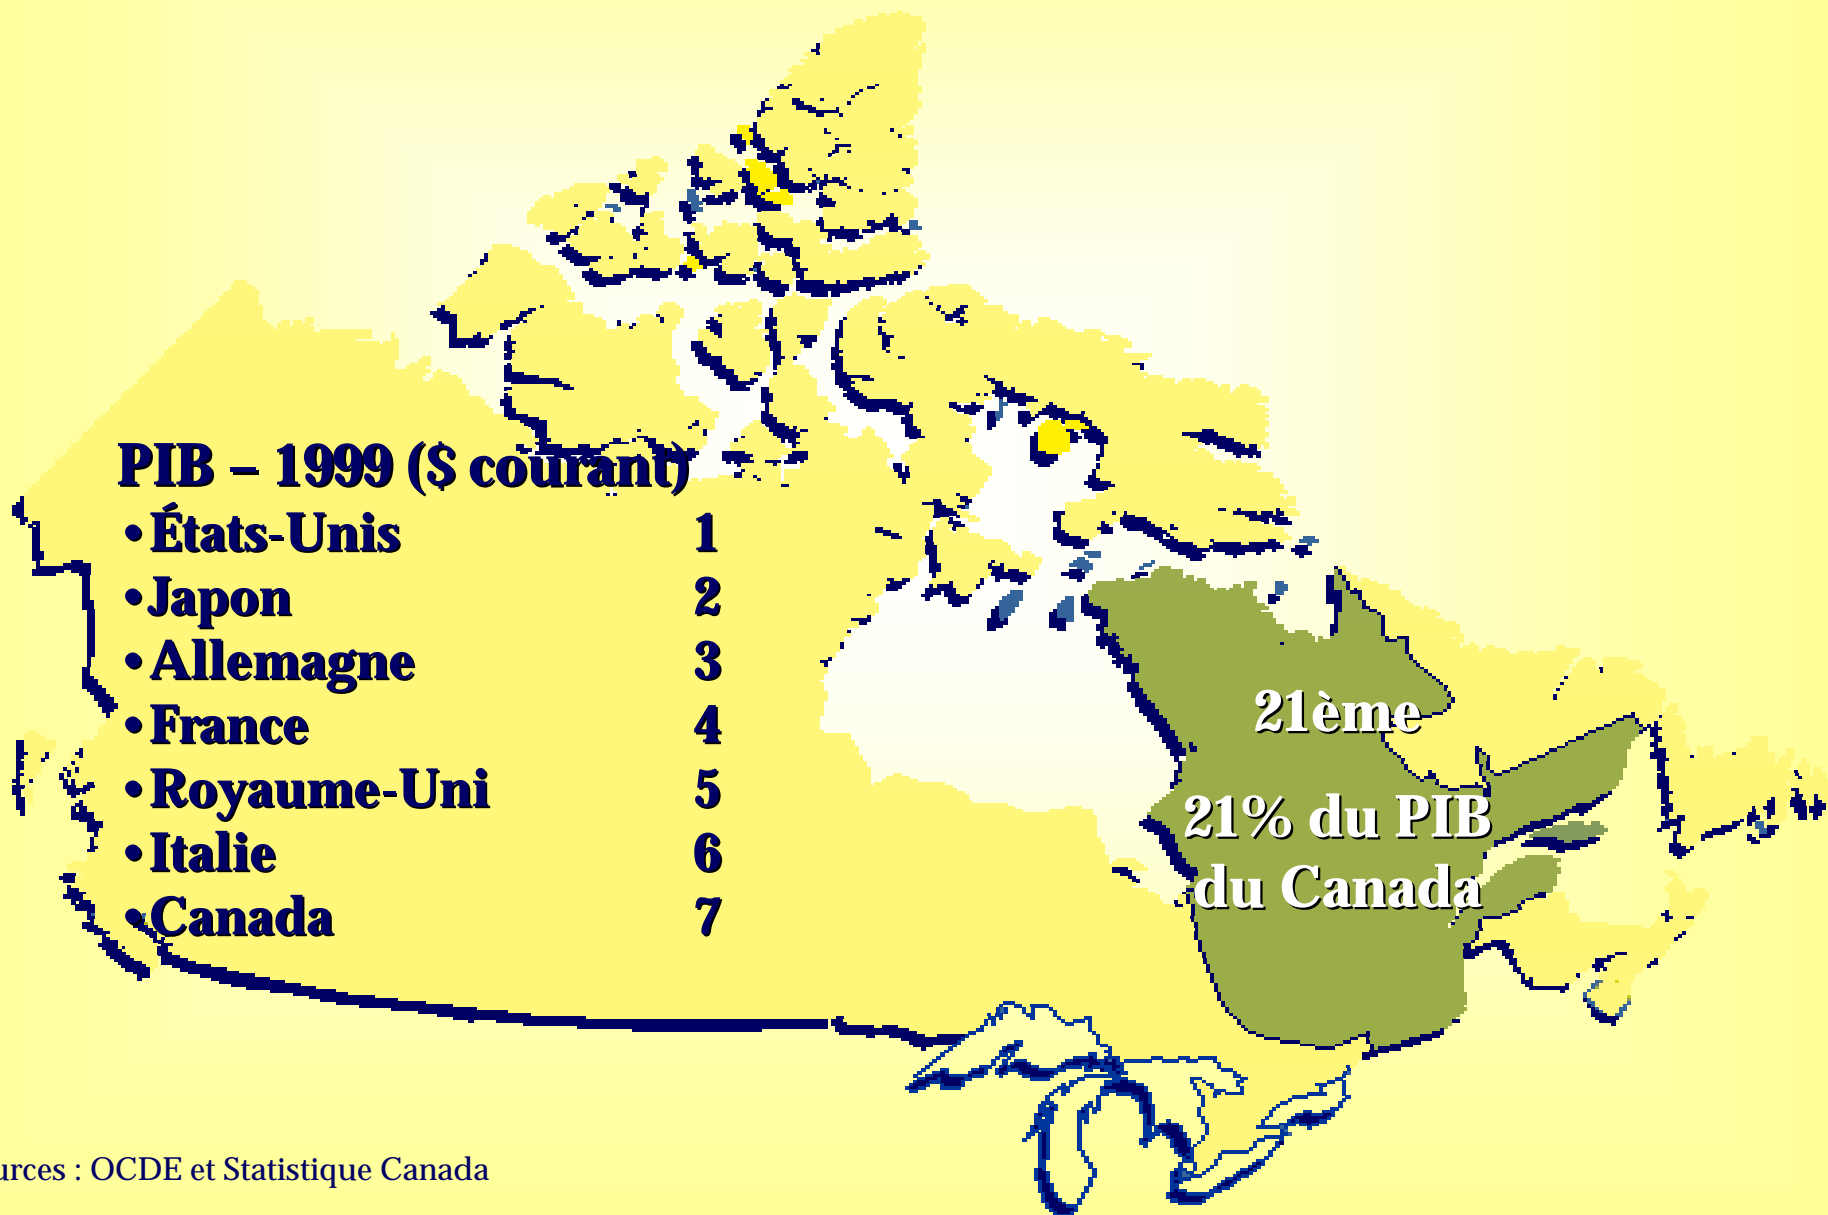 PIB – 1999 ($ courant)
•États-Unis 1
•Japon 2
•Allemagne 3
•France 4
•Royaume-Uni 5
•Italie 6
•Canada 7
21ème
21% du PIB
du Canada
urces : OCDE et Statistique Canada